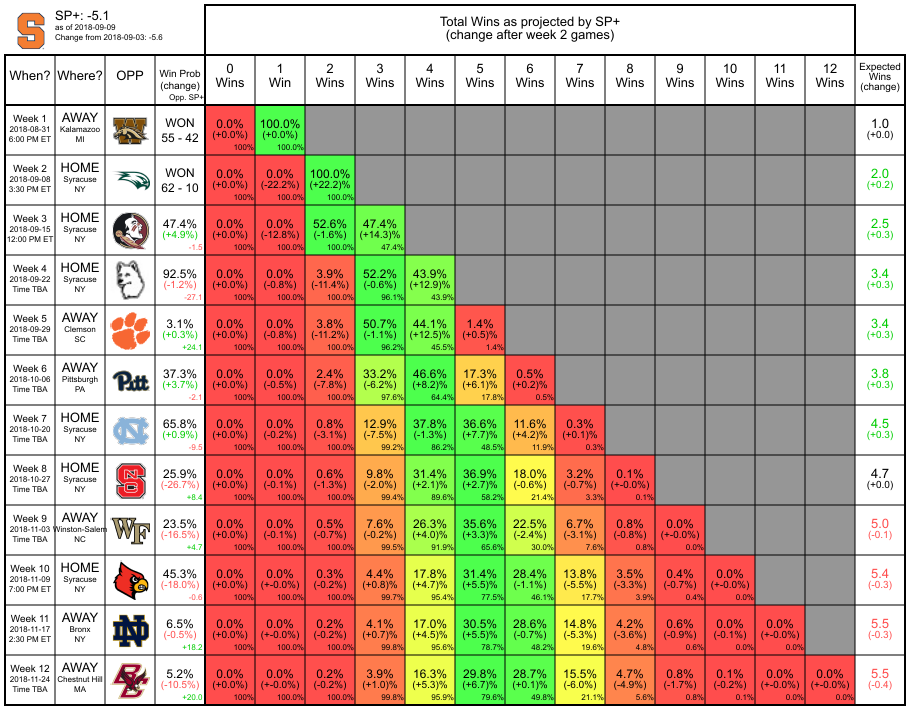 SP+: -5.1
as of 2018-09-09
Change from 2018-09-03: -5.6
Total Wins as projected by SP+
(change after week 2 games)
When? Where? OPP Win Prob (change) Opp. SP+ 0 Wins 1 Win 2 Wins 3 Wins 4 Wins 5 Wins 6 Wins 7 Wins 8 Wins 9 Wins 10 Wins 11 Wins 12 Wins Expected Wins (change)
Week 1 AWAY WON 0.0% 100.0% 1.0
2018-08-31 Kalamazoo 55 - 42 (+0.0%) (+0.0%) (+0.0)
6:00 PM ET MI 100% 100.0%
Week 2 HOME WON 0.0% 0.0% 100.0% 2.0
2018-09-08 Syracuse 62 - 10 (+0.0%) (-22.2%) (+22.2)% (+0.2)
3:30 PM ET NY 100% 100.0% 100.0%
Week 3 HOME 47.4% 0.0% 0.0% 52.6% 47.4% 2.5
2018-09-15 Syracuse (+4.9%) (+0.0%) (-12.8%) (-1.6%) (+14.3)% (+0.3)
12:00 PM ET NY -1.5 100% 100.0% 100.0% 47.4%
Week 4 HOME 92.5% 0.0% 0.0% 3.9% 52.2% 43.9% 3.4
2018-09-22 Syracuse (-1.2%) (+0.0%) (-0.8%) (-11.4%) (-0.6%) (+12.9)% (+0.3)
Time TBA NY -27.1 100% 100.0% 100.0% 96.1% 43.9%
Week 5 AWAY 3.1% 0.0% 0.0% 3.8% 50.7% 44.1% 1.4% 3.4
2018-09-29 Clemson (+0.3%) (+0.0%) (-0.8%) (-11.2%) (-1.1%) (+12.5)% (+0.5)% (+0.3)
Time TBA SC +24.1 100% 100.0% 100.0% 96.2% 45.5% 1.4%
Week 6 AWAY 37.3% 0.0% 0.0% 2.4% 33.2% 46.6% 17.3% 0.5% 3.8
2018-10-06 Pittsburgh (+3.7%) (+0.0%) (-0.5%) (-7.8%) (-6.2%) (+8.2)% (+6.1)% (+0.2)% (+0.3)
Time TBA PA -2.1 100% 100.0% 100.0% 97.6% 64.4% 17.8% 0.5%
Week 7 HOME 65.8% 0.0% 0.0% 0.8% 12.9% 37.8% 36.6% 11.6% 0.3% 4.5
2018-10-20 Syracuse (+0.9%) (+0.0%) (-0.2%) (-3.1%) (-7.5%) (-1.3%) (+7.7)% (+4.2)% (+0.1)% (+0.3)
Time TBA NY -9.5 100% 100.0% 100.0% 99.2% 86.2% 48.5% 11.9% 0.3%
Week 8 HOME 25.9% 0.0% 0.0% 0.6% 9.8% 31.4% 36.9% 18.0% 3.2% 0.1% 4.7
2018-10-27 Syracuse (-26.7%) (+0.0%) (-0.1%) (-1.3%) (-2.0%) (+2.1)% (+2.7)% (-0.6%) (-0.7%) (+-0.0%) (+0.0)
Time TBA NY +8.4 100% 100.0% 100.0% 99.4% 89.6% 58.2% 21.4% 3.3% 0.1%
Week 9 AWAY 23.5% 0.0% 0.0% 0.5% 7.6% 26.3% 35.6% 22.5% 6.7% 0.8% 0.0% 5.0
2018-11-03 Winston-Salem (-16.5%) (+0.0%) (+-0.0%) (-0.7%) (-0.2%) (+4.0)% (+3.3)% (-2.4%) (-3.1%) (-0.8%) (+-0.0%) (-0.1)
Time TBA NC +4.7 100% 100.0% 100.0% 99.5% 91.9% 65.6% 30.0% 7.6% 0.8% 0.0%
Week 10 HOME 45.3% 0.0% 0.0% 0.3% 4.4% 17.8% 31.4% 28.4% 13.8% 3.5% 0.4% 0.0% 5.4
2018-11-09 Syracuse (-18.0%) (+0.0%) (+-0.0%) (-0.2%) (+0.8)% (+4.7)% (+5.5)% (-1.1%) (-5.5%) (-3.3%) (-0.7%) (+-0.0%) (-0.3)
7:00 PM ET NY -0.6 100% 100.0% 100.0% 99.7% 95.4% 77.5% 46.1% 17.7% 3.9% 0.4% 0.0%
Week 11 AWAY 6.5% 0.0% 0.0% 0.2% 4.1% 17.0% 30.5% 28.6% 14.8% 4.2% 0.6% 0.0% 0.0% 5.5
2018-11-17 Bronx (-0.5%) (+0.0%) (+-0.0%) (-0.2%) (+0.7)% (+4.5)% (+5.5)% (-0.7%) (-5.3%) (-3.6%) (-0.9%) (-0.1%) (+-0.0%) (-0.3)
2:30 PM ET NY +18.2 100% 100.0% 100.0% 99.8% 95.6% 78.7% 48.2% 19.6% 4.8% 0.6% 0.0% 0.0%
Week 12 AWAY 5.2% 0.0% 0.0% 0.2% 4.0% 16.3% 29.8% 28.7% 15.5% 4.7% 0.8% 0.1% 0.0% 0.0% 5.5
2018-11-24 Chestnut Hill (-10.5%) (+0.0%) (+-0.0%) (-0.2%) (+1.0)% (+5.3)% (+6.7)% (+0.1)% (-6.0%) (-4.9%) (-1.7%) (-0.2%) (+-0.0%) (+-0.0%) (-0.4)
Time TBA MA +20.0 100% 100.0% 100.0% 99.8% 95.9% 79.6% 49.8% 21.1% 5.6% 0.8% 0.1% 0.0% 0.0%